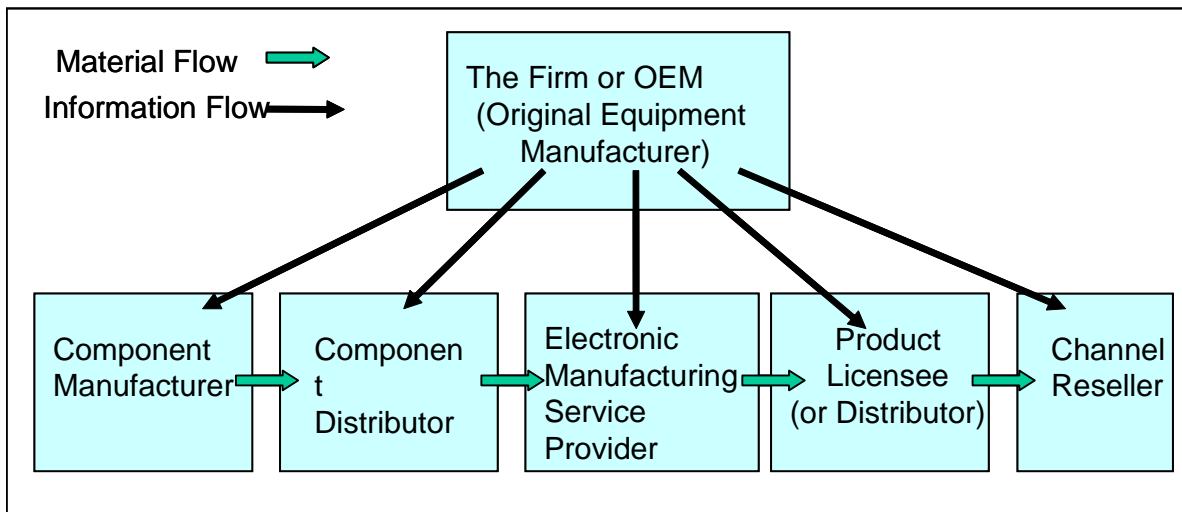 Material Flow
Information Flow
The Firm or OEM
(Original Equipment
Manufacturer)
Component
Manufacturer
Componen
t
Distributor
Electronic
Manufacturing
Service
Provider
Product
Licensee
(or Distributor)
Channel
Reseller